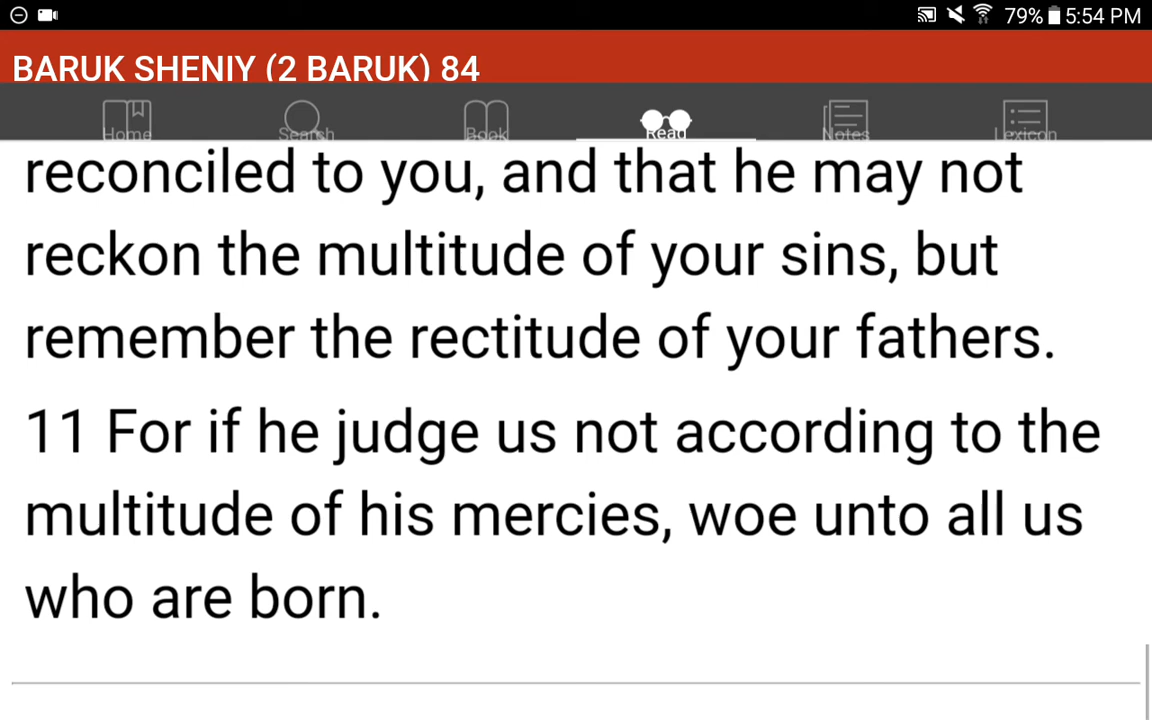 79% 5:54 PM
BARUK SHENIY (2 BARUK) 84
Home Search Book Read Notes Lexicon
reconciled to you, and that he may not
reckon the multitude of your sins, but
remember the rectitude of your fathers.
11 For if he judge us not according to the
multitude of his mercies, woe unto all us
who are born.